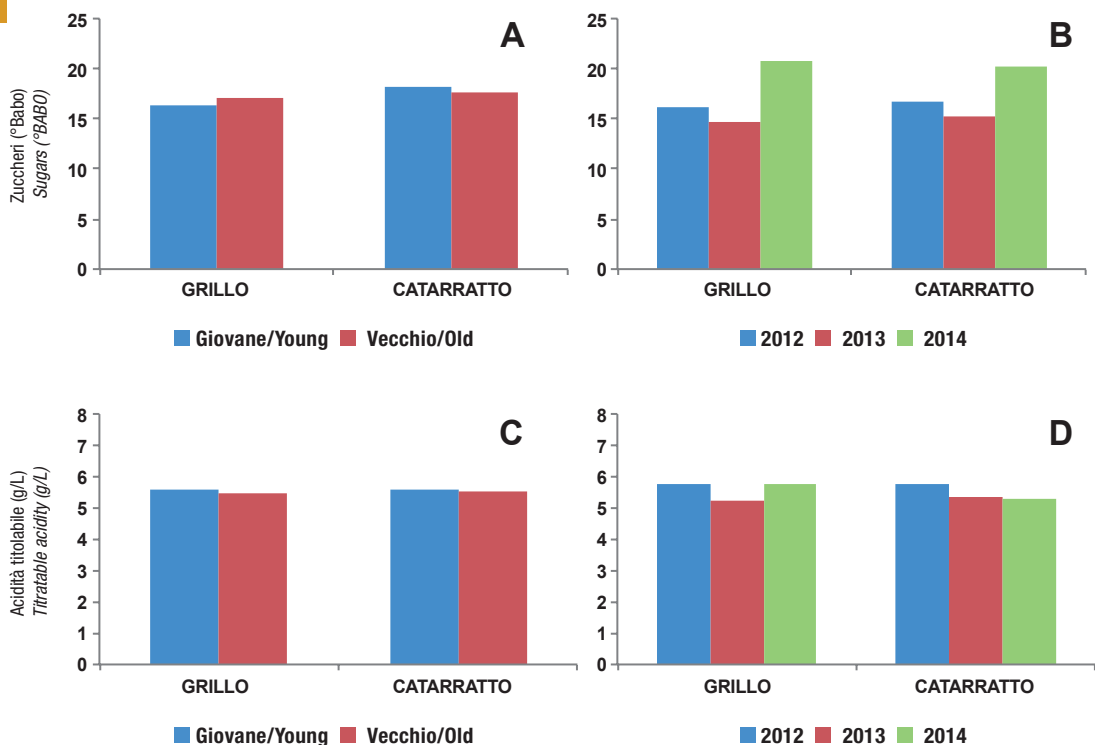 Zuccheri (°Babo)
Sugars (°BABO)
25
20
15
10
5
0
A
GRILLO CATARRATTO
Giovane/Young Vecchio/Old
25
20
15
10
5
0
B
GRILLO CATARRATTO
2012 2013 2014
Acidità titolabile (g/L)
Titratable acidity (g/L)
8
7
6
5
4
3
2
1
0
C
GRILLO CATARRATTO
Giovane/Young Vecchio/Old
8
7
6
5
4
3
2
1
0
D
GRILLO CATARRATTO
2012 2013 2014